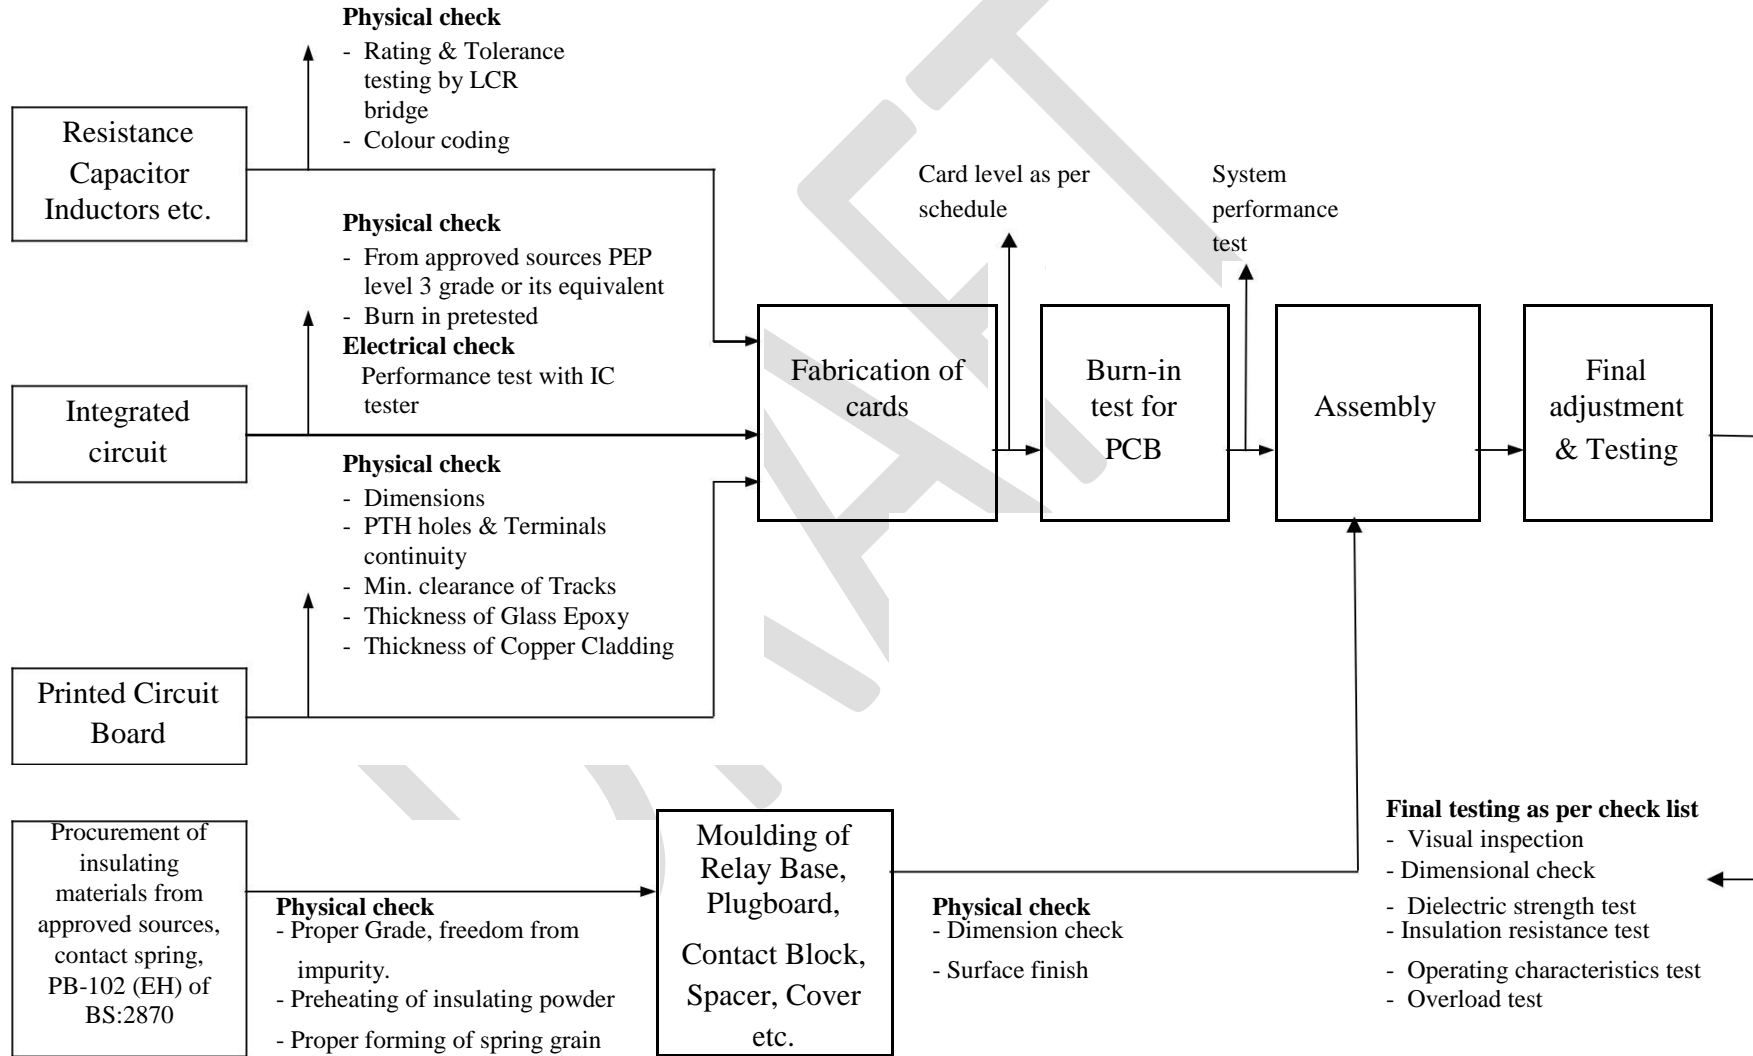 Physical check
- Rating & Tolerance
testing by LCR
bridge
- Colour coding
Resistance
Capacitor
Inductors etc.
Physical check
- From approved sources PEP
level 3 grade or its equivalent
- Burn in pretested
Electrical check
Performance test with IC
tester
Integrated
circuit
Physical check
- Dimensions
- PTH holes & Terminals
continuity
- Min. clearance of Tracks
- Thickness of Glass Epoxy
- Thickness of Copper Cladding
Printed Circuit
Board
Card level as per
schedule
System
performance
test
Fabrication of
cards
Burn-in
test for
PCB
Assembly
Final
adjustment
& Testing
Procurement of
insulating
materials from
approved sources,
contact spring,
PB-102 (EH) of
BS:2870
Physical check
- Proper Grade, freedom from
impurity.
- Preheating of insulating powder
- Proper forming of spring grain
Moulding of
Relay Base,
Plugboard,
Contact Block,
Spacer, Cover
etc.
Physical check
- Dimension check
- Surface finish
Final testing as per check list
- Visual inspection
- Dimensional check
- Dielectric strength test
- Insulation resistance test
- Operating characteristics test
- Overload test
DRAFT